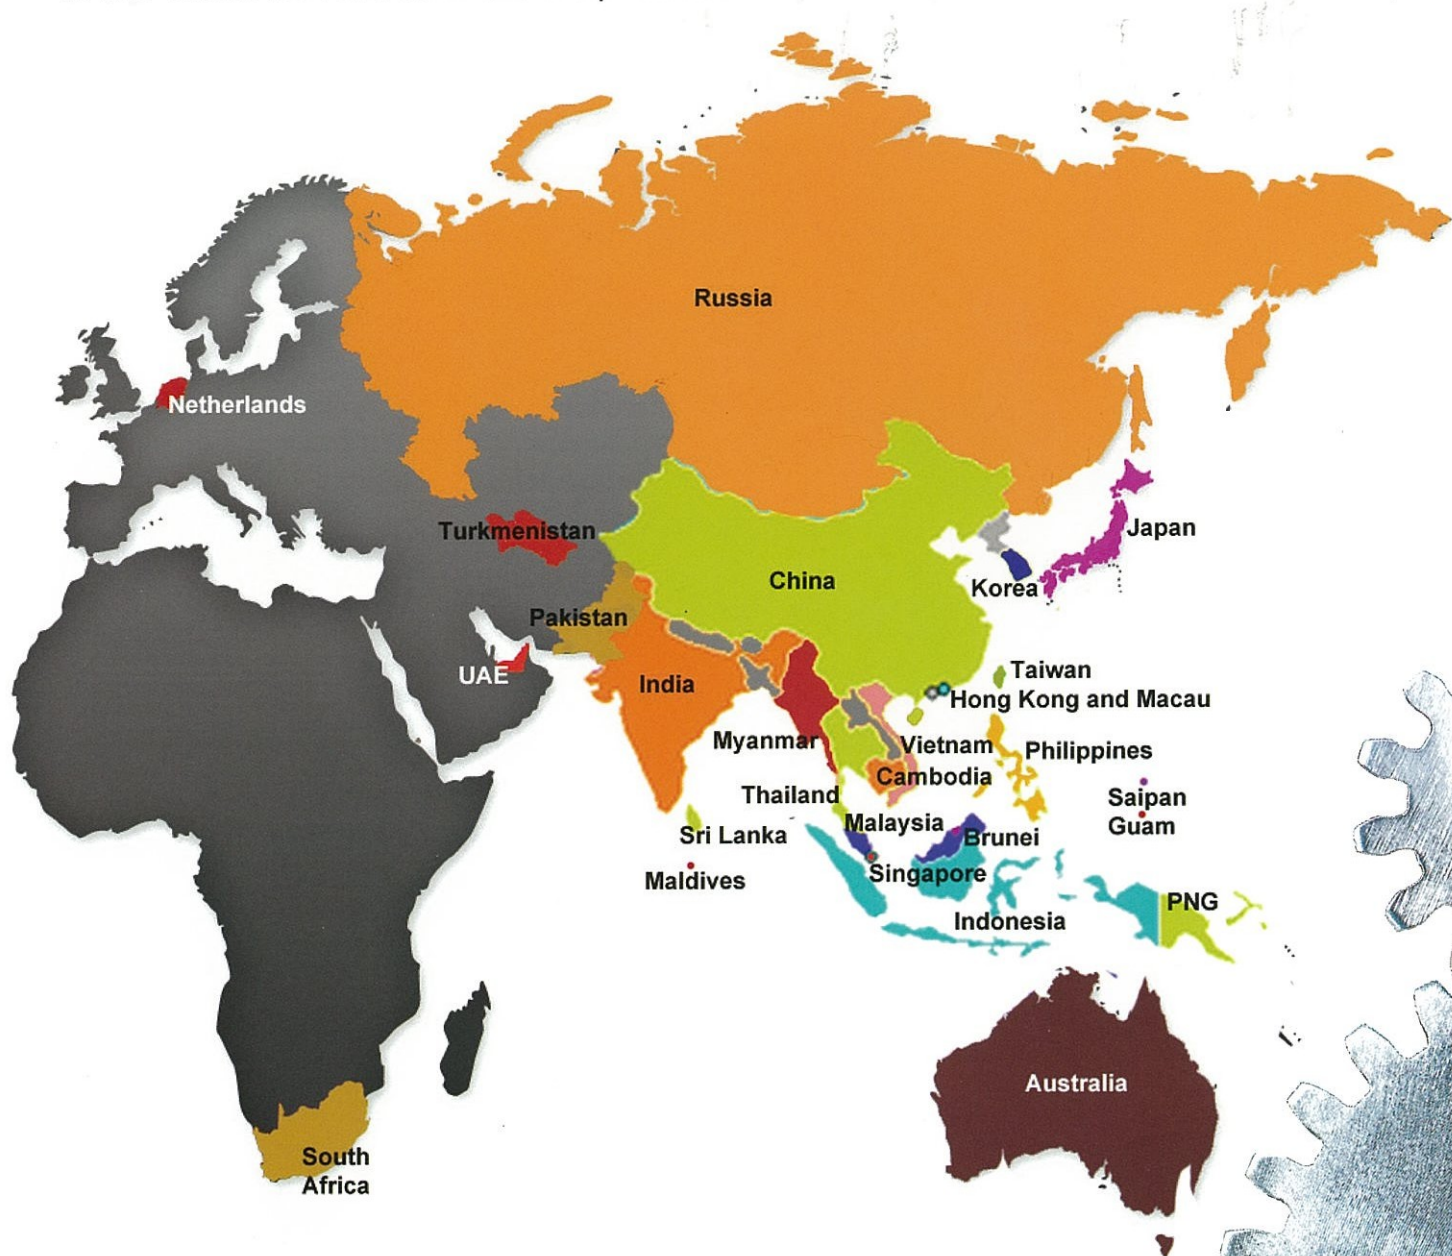 Russia
Netherlands
Turkmenistan
Japan
China
Korea
Pakistan
UAE
India
Taiwan
Hong Kong and Macau
Myanmar
Vietnam
Philippines
Cambodia
Thailand
Saipan
Guam
Malaysia
Sri Lanka
Brunei
Singapore
Maldives
PNG
Indonesia
Australia
South
Africa